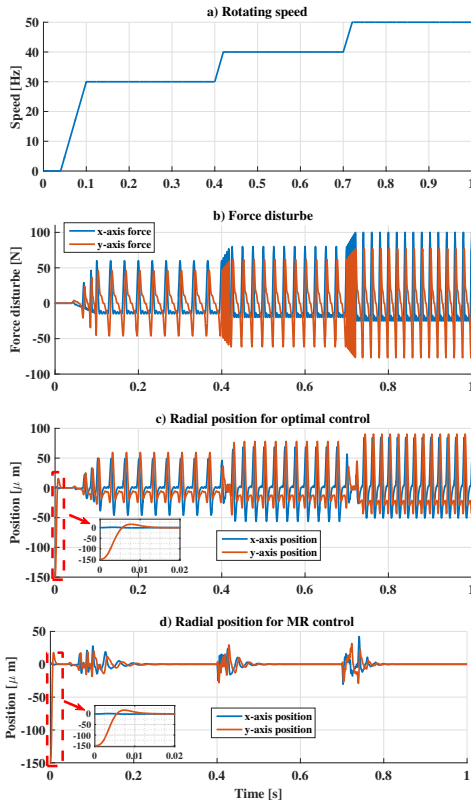 a) Rotating speed
50
40
30
20
10
0
Speed [Hz]
0 0.1 0.2 0.3 0.4 0.5 0.6 0.7 0.8 0.9 1
b) Force disturbe
x-axis force
y-axis force
100
50
0
-50
-100
Force disturbe [N]
0 0.2 0.4 0.6 0.8 1
c) Radial position for optimal control
100
50
0
-50
-100
-150
Position [μ m]
0
-50
-100
-150
0 0.01 0.02
x-axis position
y-axis position
0 0.2 0.4 0.6 0.8 1
d) Radial position for MR control
50
0
-50
-100
-150
Position [μ m]
0
-50
-100
-150
0 0.01 0.02
x-axis position
y-axis position
0 0.2 0.4 0.6 0.8 1
Time [s]